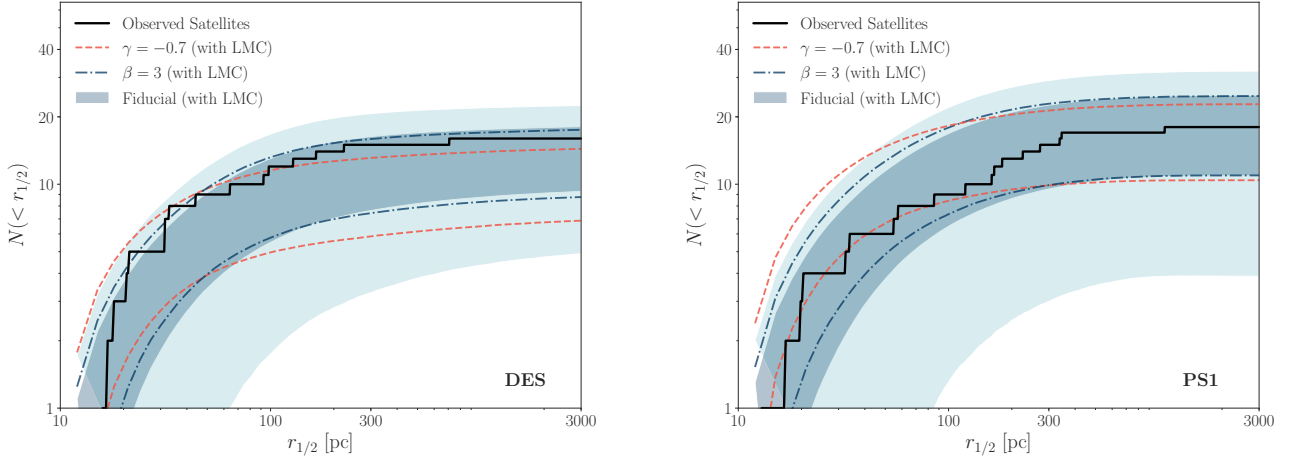 Observed Satellites
γ = −0.7 (with LMC)
β = 3 (with LMC)
Fiducial (with LMC)
DES
N(< r1/2)
40
20
10
1
10
100
300
3000
r1/2 [pc]
Observed Satellites
γ = −0.7 (with LMC)
β = 3 (with LMC)
Fiducial (with LMC)
PS1
N(< r1/2)
40
20
10
1
10
100
300
3000
r1/2 [pc]